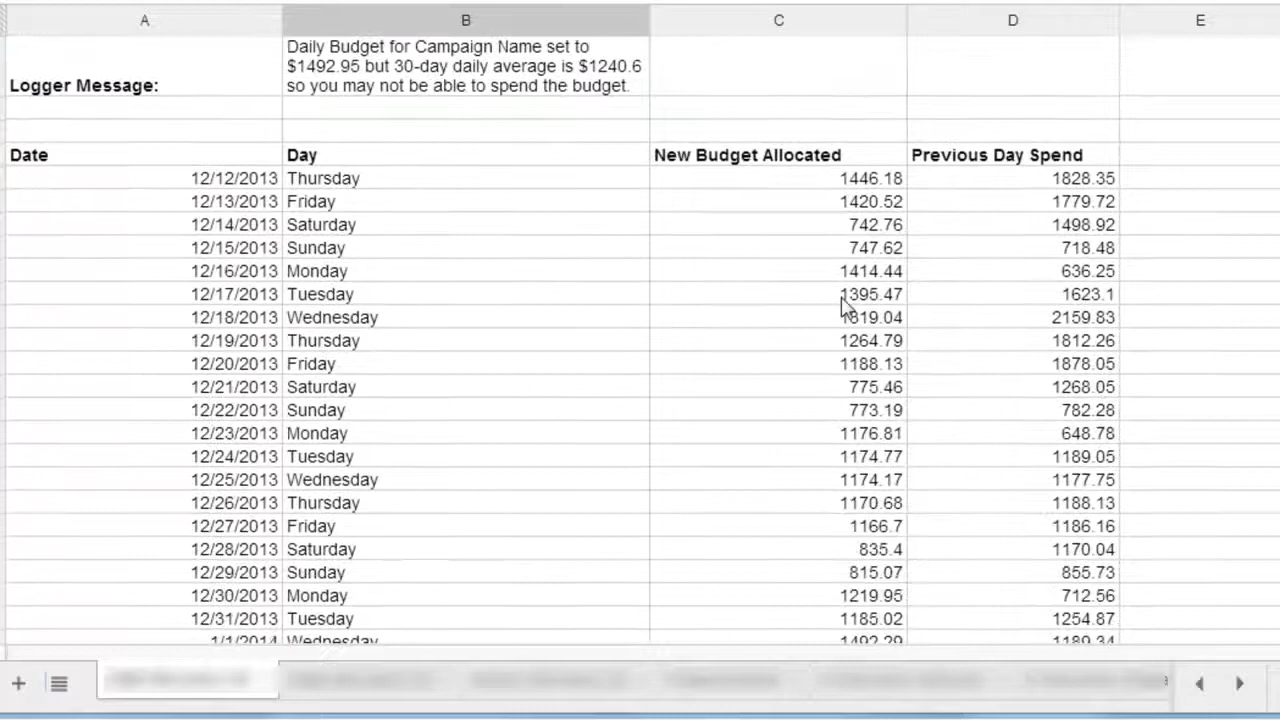 A B C D E
Daily Budget for Campaign Name set to
$1492.95 but 30-day daily average is $1240.6
Logger Message: so you may not be able to spend the budget.
Date Day New Budget Allocated Previous Day Spend
12/12/2013 Thursday 1446.18 1828.35
12/13/2013 Friday 1420.52 1779.72
12/14/2013 Saturday 742.76 1498.92
12/15/2013 Sunday 747.62 718.48
12/16/2013 Monday 1414.44 636.25
12/17/2013 Tuesday 1395.47 1623.1
12/18/2013 Wednesday 2159.83
12/19/2013 Thursday 1264.79 1812.26
12/20/2013 Friday 1188.13 1878.05
12/21/2013 Saturday 775.46 1268.05
12/22/2013 Sunday 773.19 782.28
12/23/2013 Monday 1176.81 648.78
12/24/2013 Tuesday 1174.77 1189.05
12/25/2013 Wednesday 1174.17 1177.75
12/26/2013 Thursday 1170.68 1188.13
12/27/2013 Friday 1166.7 1186.16
12/28/2013 Saturday 835.4 1170.04
12/29/2013 Sunday 815.07 855.73
12/30/2013 Monday 1219.95 712.56
12/31/2013 Tuesday 1185.02 1254.87
1/1/2014 Wednesday 1492.29 1189.34